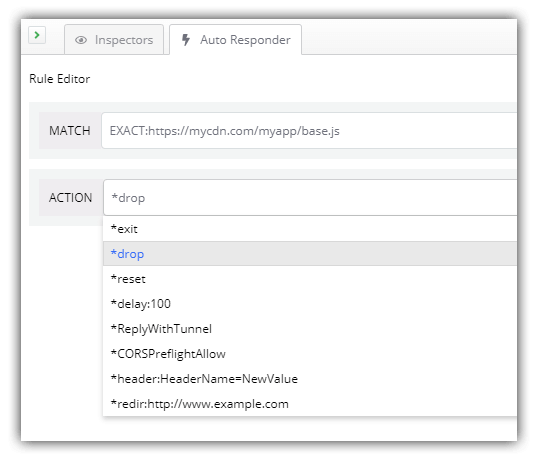 Inspectors
Auto Responder
Rule Editor
MATCH
EXACT:https://mycdn.com/myapp/base.js
ACTION
*drop
*exit
*drop
*reset
*delay:100
*ReplyWithTunnel
*CORSPreflightAllow
*header:HeaderName=NewValue
*redir:http://www.example.com